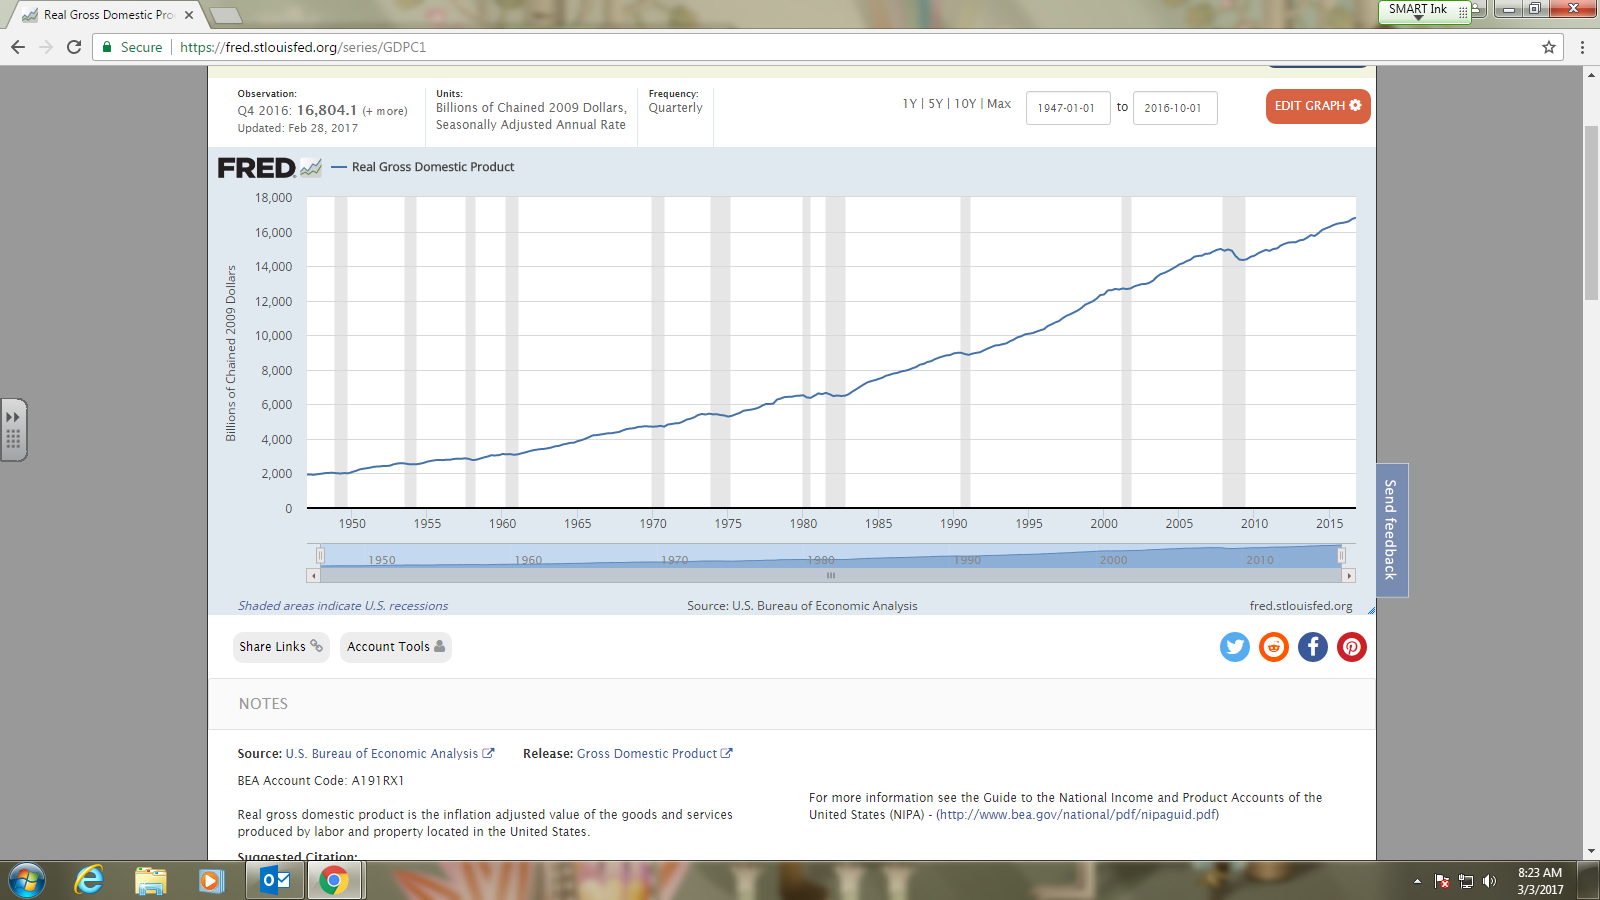 Real Gross Domestic Pro
SMART Ink
Secure
https://fred.stlouisfed.org/series/GDPC1
Observation:
Q4 2016: 16,804.1 (+ more)
Updated: Feb 28, 2017
Units:
Billions of Chained 2009 Dollars,
Seasonally Adjusted Annual Rate
Frequency:
Quarterly
1Y | 5Y | 10Y | Max
1947-01-01 to 2016-10-01
EDIT GRAPH
FRED
Real Gross Domestic Product
Billions of Chained 2009 Dollars
18,000
16,000
14,000
12,000
10,000
8,000
6,000
4,000
2,000
0
1950 1955 1960 1965 1970 1975 1980 1985 1990 1995 2000 2005 2010 2015
1950 1960 1970 1980 1990 2000 2010
Shaded areas indicate U.S. recessions
Source: U.S. Bureau of Economic Analysis
fred.stlouisfed.org
Send feedback
Share Links
Account Tools
NOTES
Source: U.S. Bureau of Economic Analysis
Release: Gross Domestic Product
BEA Account Code: A191RX1
Real gross domestic product is the inflation adjusted value of the goods and services
produced by labor and property located in the United States.
For more information see the Guide to the National Income and Product Accounts of the
United States (NIPA) - (http://www.bea.gov/national/pdf/nipaguid.pdf)
Suggested Citation:
8:23 AM
3/3/2017